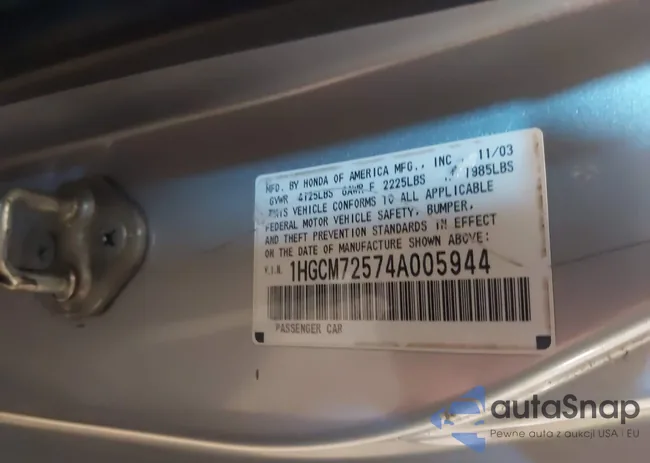 MFD. BY HONDA OF AMERICA MFG., INC. 11/03
GVWR 4125LBS GAWR F 2225LBS R 1985LBS
THIS VEHICLE CONFORMS TO ALL APPLICABLE
FEDERAL MOTOR VEHICLE SAFETY, BUMPER,
AND THEFT PREVENTION STANDARDS IN EFFECT
ON THE DATE OF MANUFACTURE SHOWN ABOVE:
V.I.N. 1HGCM72574A005944
PASSENGER CAR
autaSnap
Pewne auta z aukcji USA i EU